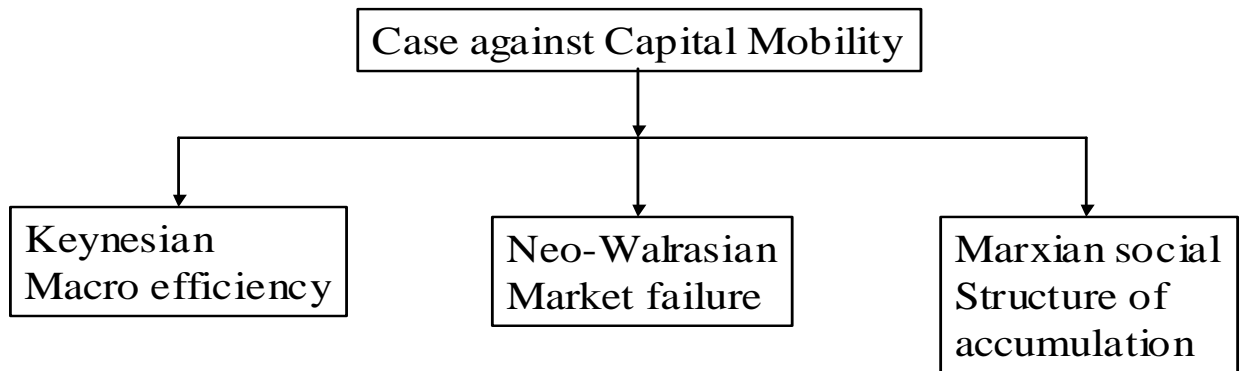 Case against Capital Mobility
Keynesian
Macro efficiency
Neo-Walrasian
Market failure
Marxian social
Structure of
accumulation